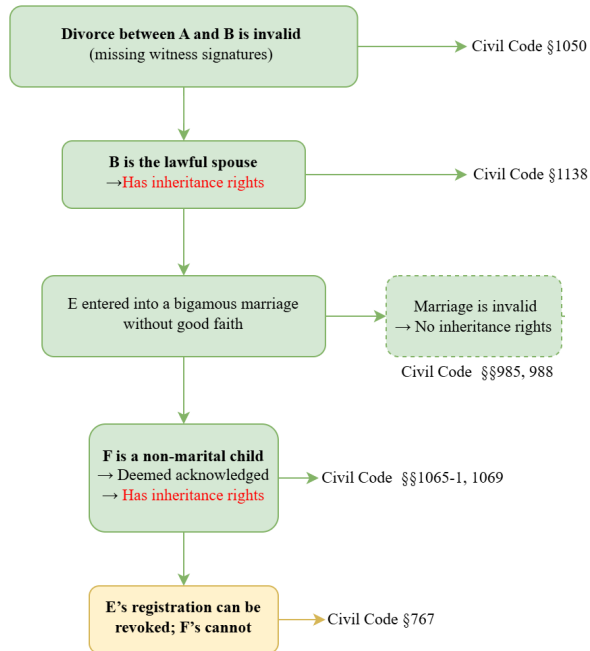 Divorce between A and B is invalid
(missing witness signatures)
Civil Code §1050
B is the lawful spouse
→Has inheritance rights
Civil Code §1138
E entered into a bigamous marriage
without good faith
Marriage is invalid
→ No inheritance rights
Civil Code §§985, 988
F is a non-marital child
→ Deemed acknowledged
→ Has inheritance rights
Civil Code §§1065-1, 1069
E’s registration can be
revoked; F’s cannot
Civil Code §767